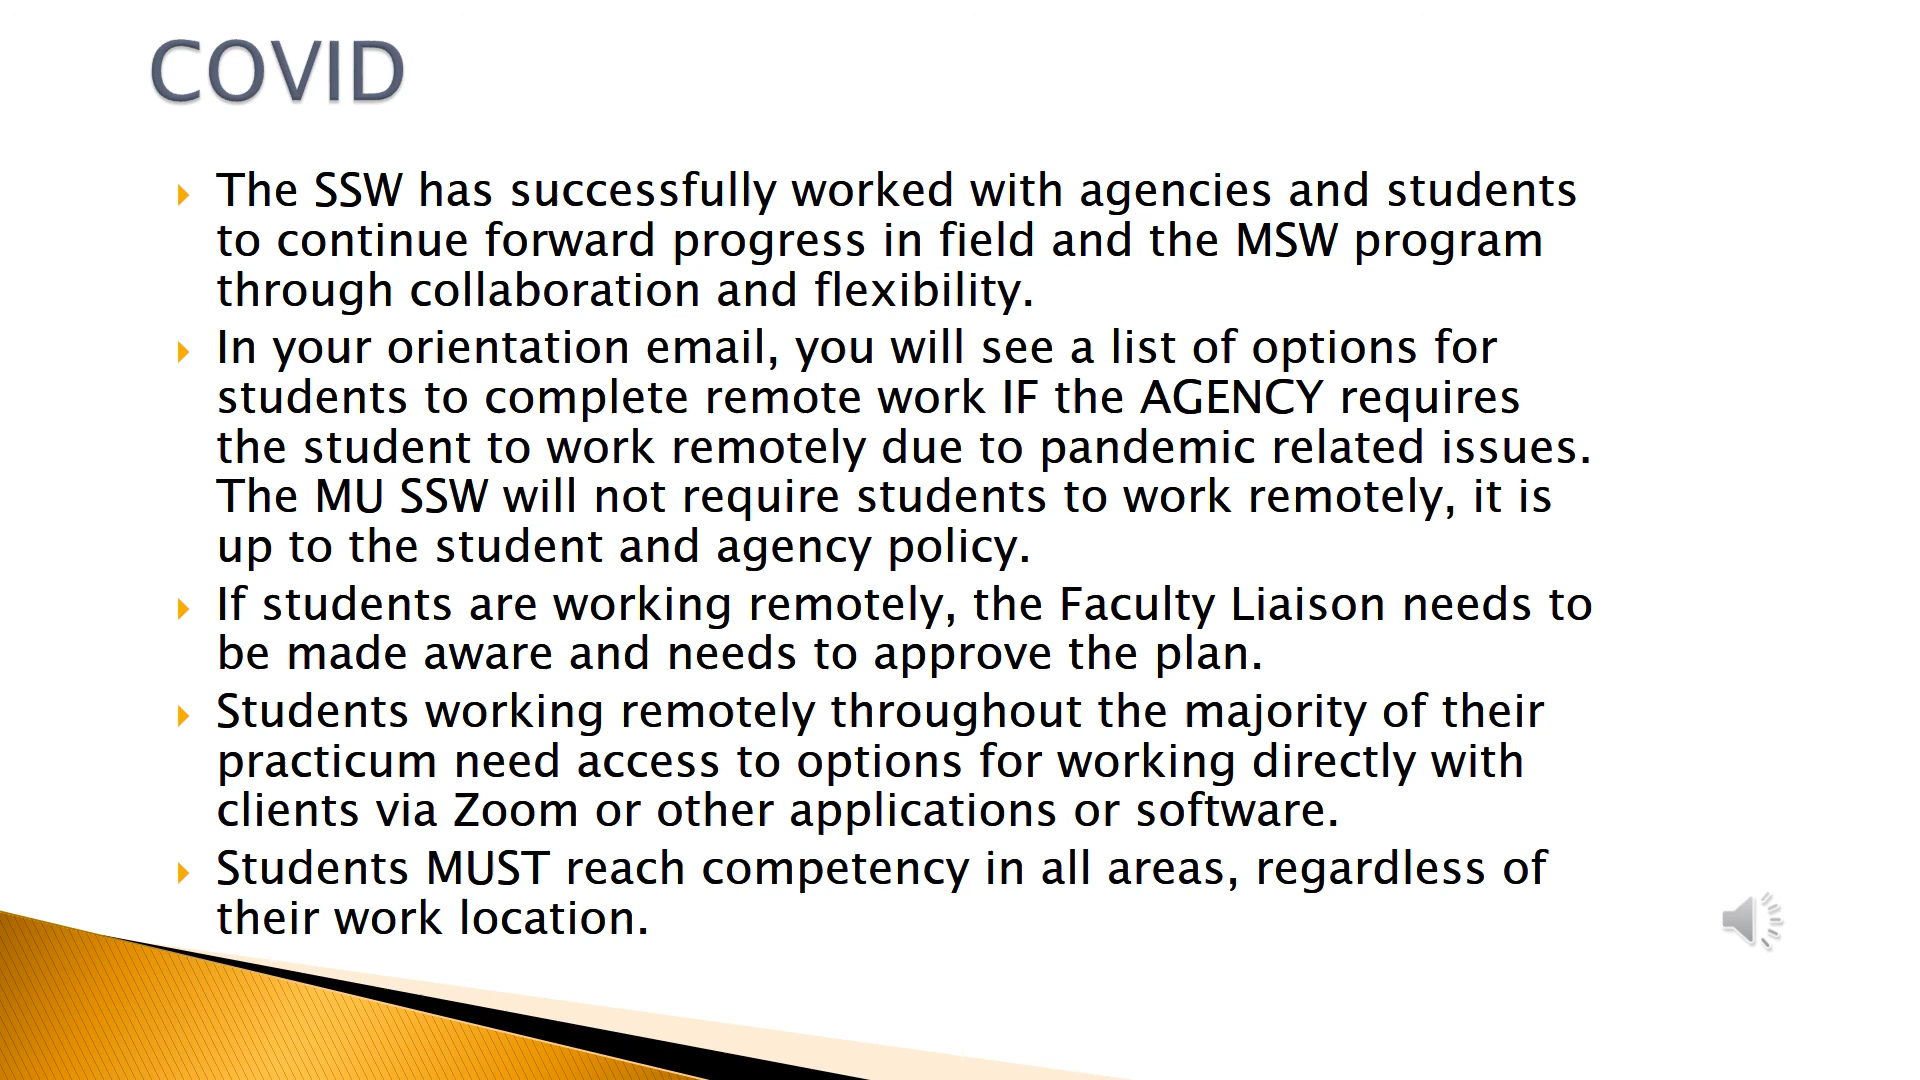 COVID
The SSW has successfully worked with agencies and students
to continue forward progress in field and the MSW program
through collaboration and flexibility.
In your orientation email, you will see a list of options for
students to complete remote work IF the AGENCY requires
the student to work remotely due to pandemic related issues.
The MU SSW will not require students to work remotely, it is
up to the student and agency policy.
If students are working remotely, the Faculty Liaison needs to
be made aware and needs to approve the plan.
Students working remotely throughout the majority of their
practicum need access to options for working directly with
clients via Zoom or other applications or software.
Students MUST reach competency in all areas, regardless of
their work location.